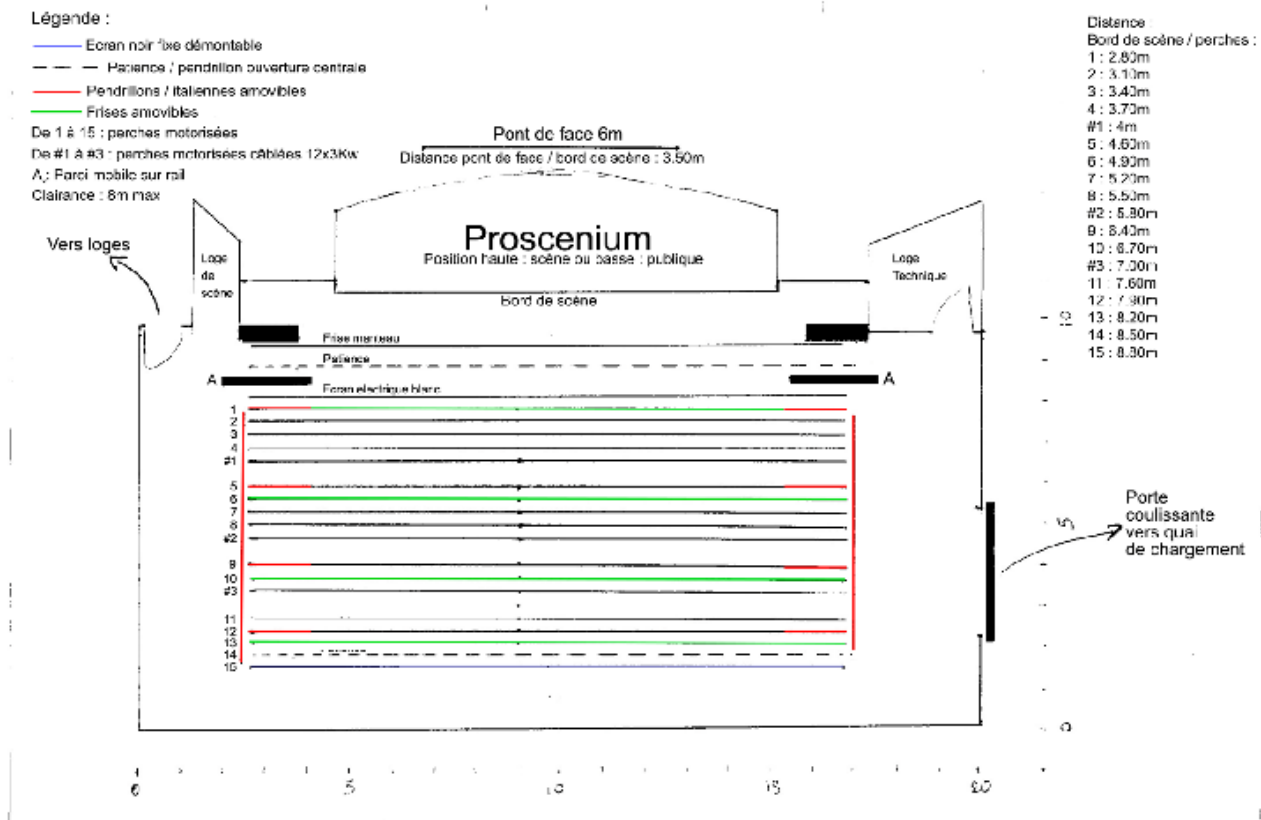 Légende :
Ecran noir fixe démontable
Patience / pendrillon ouverture centrale
Pendrillons / italiennes amovibles
Frises amovibles
De 1 à 15 : perches motorisées
De #1 à #3 : perches motorisées câblées 12x3Kw
A : Paroi mobile sur rail
Clairance : 8m max
Distance :
Bord de scène / perches :
1 : 2.80m
2 : 3.10m
3 : 3.40m
4 : 3.70m
#1 : 4m
5 : 4.60m
6 : 4.90m
7 : 5.20m
8 : 5.50m
#2 : 5.80m
9 : 6.40m
10 : 6.70m
#3 : 7.00m
11 : 7.60m
12 : 7.90m
13 : 8.20m
14 : 8.50m
15 : 8.80m
Pont de face 6m
Distance pont de face / bord de scène : 3.50m
Vers loges
Loge
de
scène
Proscenium
Position haute : scène ou basse : publique
Bord de scène
Loge
Technique
Frise manteau
Patience
A
A
Ecran electrique blanc
1
2
3
4
#1
5
6
7
8
#2
9
10
#3
11
12
13
14
15
Porte
coulissante
vers quai
de chargement
10
5
0
0
5
10
15
20